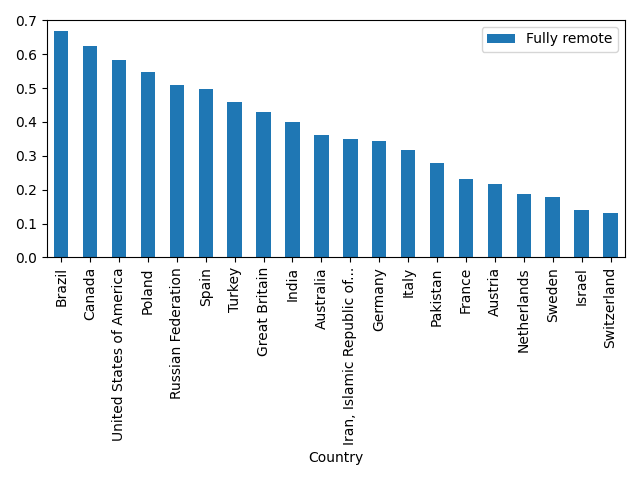 0.7
0.6
0.5
0.4
0.3
0.2
0.1
0.0
Fully remote
Brazil
Canada
United States of America
Poland
Russian Federation
Spain
Turkey
Great Britain
India
Australia
Iran, Islamic Republic of...
Germany
Italy
Pakistan
France
Austria
Netherlands
Sweden
Israel
Switzerland
Country